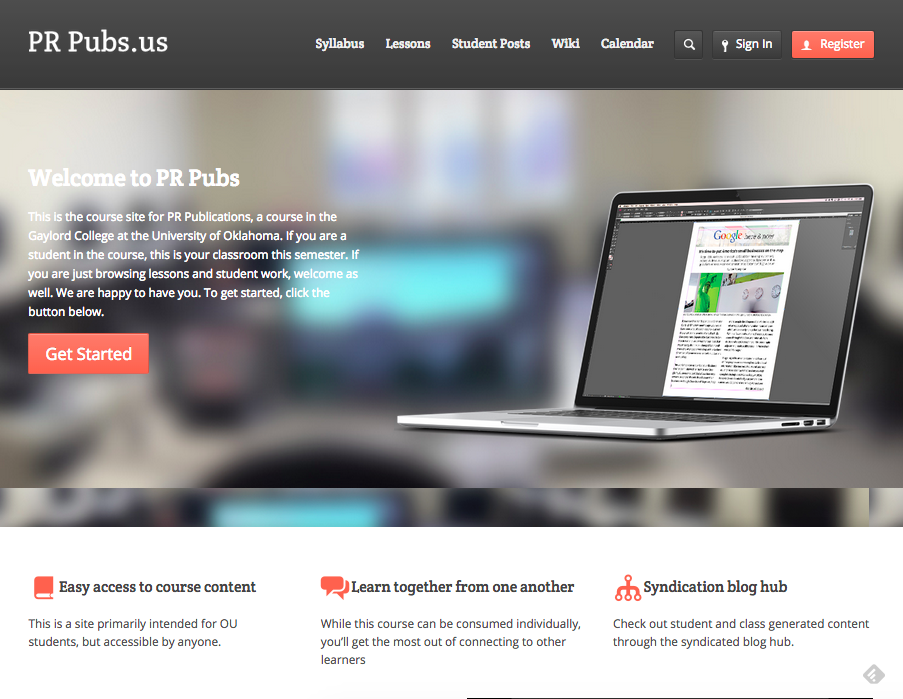 PR Pubs.us
Syllabus Lessons Student Posts Wiki Calendar Sign In Register
Welcome to PR Pubs
This is the course site for PR Publications, a course in the
Gaylord College at the University of Oklahoma. If you are a
student in the course, this is your classroom this semester. If
you are just browsing lessons and student work, welcome as
well. We are happy to have you. To get started, click the
button below.
Get Started
Google
Easy access to course content
This is a site primarily intended for OU
students, but accessible by anyone.
Learn together from one another
While this course can be consumed individually,
you'll get the most out of connecting to other
learners
Syndication blog hub
Check out student and class generated content
through the syndicated blog hub.